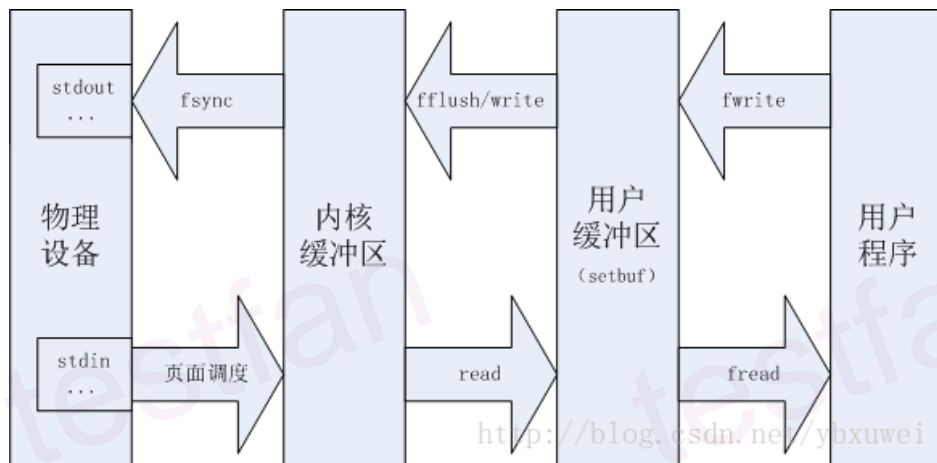 stdout
...
fsync
fflush/write
fwrite
物理
设备
内核
缓冲区
用户
缓冲区
(setbuf)
用户
程序
stdin
...
页面调度
read
fread
testfan
testfa
http://blog.csdn.net/ybxuwei